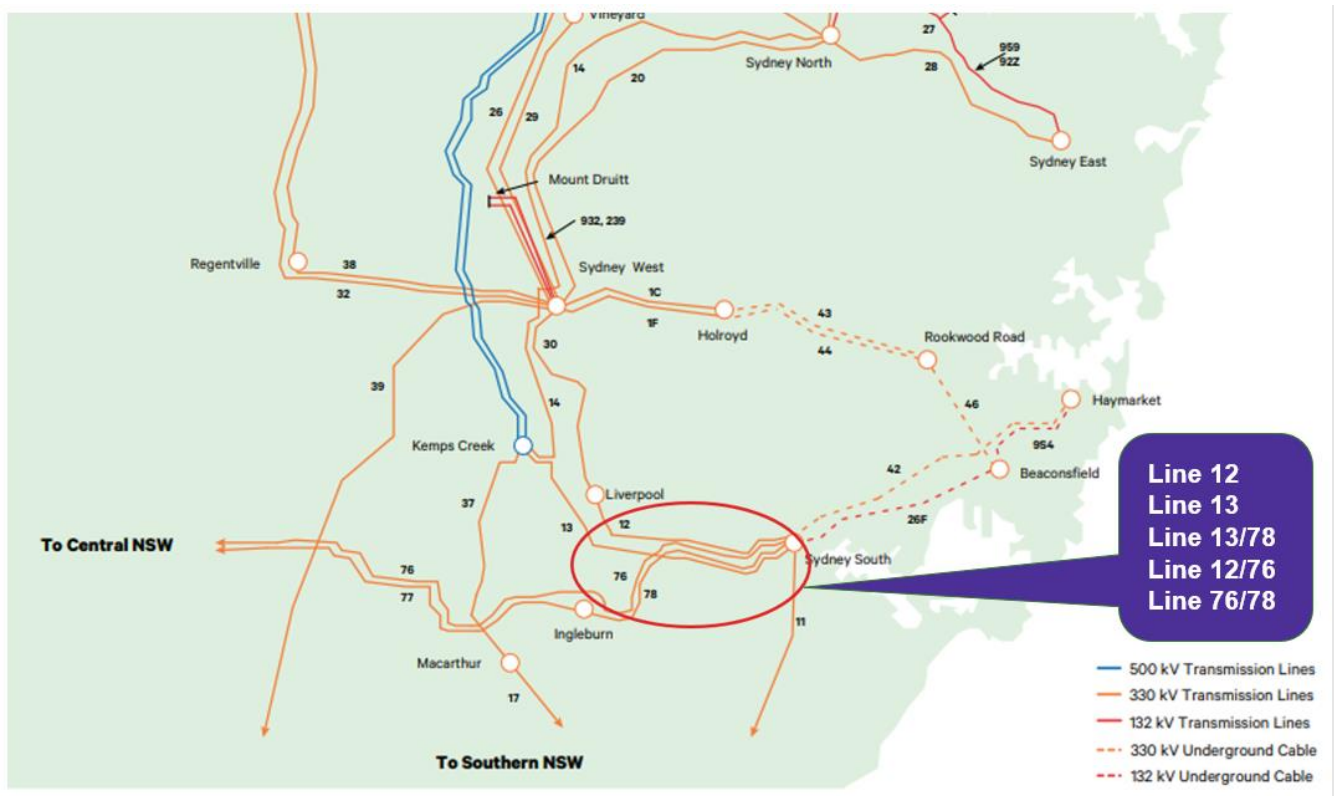 Vineyard
27
959
92Z
Sydney North
14
20
28
26
29
Sydney East
Mount Druitt
932, 239
Regentville
38
32
Sydney West
1C
1F
Holroyd
43
44
Rookwood Road
30
39
14
46
Haymarket
9S4
Kemps Creek
42
Beaconsfield
37
Liverpool
13
12
26F
To Central NSW
Sydney South
76
77
76
78
Ingleburn
11
Macarthur
17
To Southern NSW
Line 12
Line 13
Line 13/78
Line 12/76
Line 76/78
500 kV Transmission Lines
330 kV Transmission Lines
132 kV Transmission Lines
330 kV Underground Cable
132 kV Underground Cable